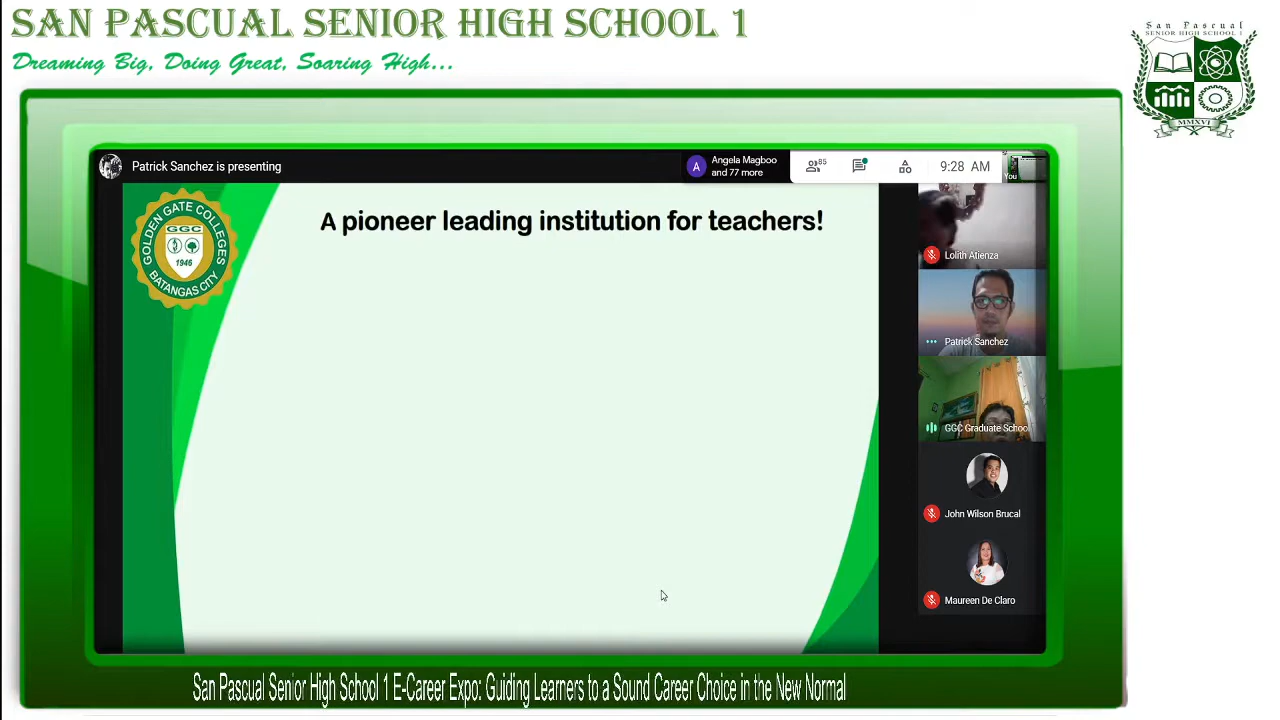 SAN PASCUAL SENIOR HIGH SCHOOL 1
Dreaming Big, Doing Great, Soaring High...
San Pascual
SENIOR HIGH SCHOOL 1
MMXVI
Patrick Sanchez is presenting
A
Angela Magboo
and 77 more
85
9:28 AM
You
GOLDEN GATE COLLEGES
GGC
1946
BATANGAS CITY
A pioneer leading institution for teachers!
Lolith Atienza
Patrick Sanchez
GGC Graduate School
John Wilson Brucal
Maureen De Claro
San Pascual Senior High School 1 E-Career Expo: Guiding Learners to a Sound Career Choice in the New Normal